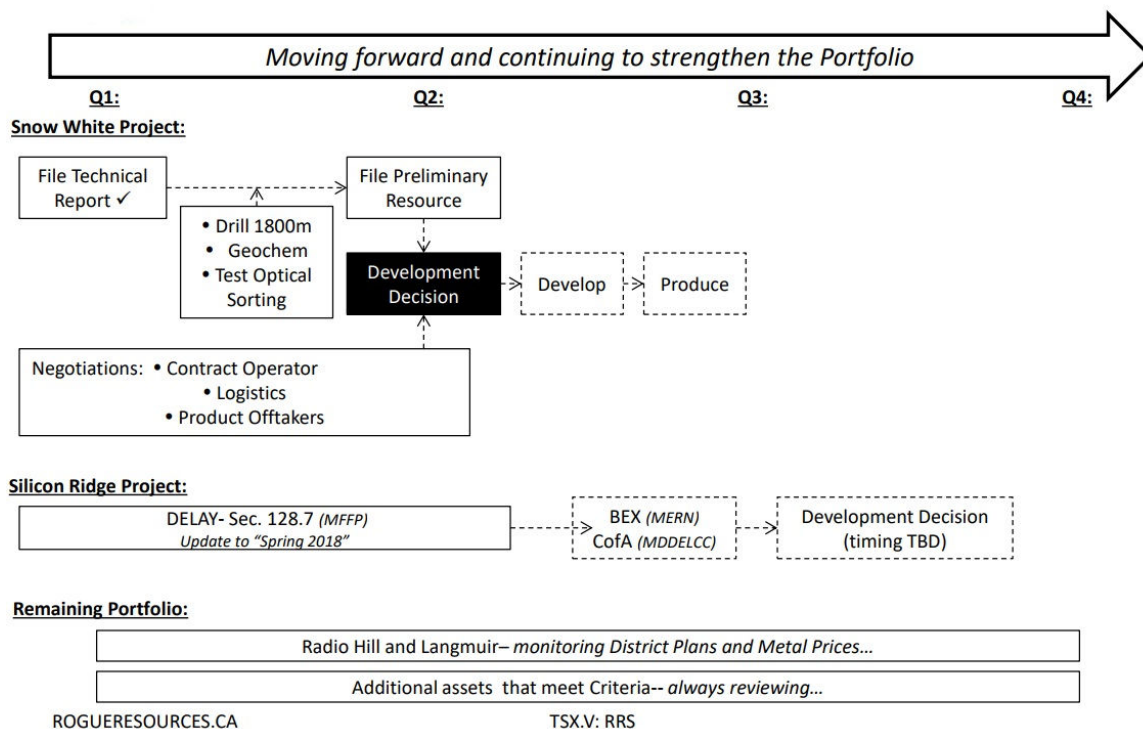 Moving forward and continuing to strengthen the Portfolio
Q1: Q2: Q3: Q4:
Snow White Project:
File Technical
Report ✓
• Drill 1800m
• Geochem
• Test Optical
Sorting
File Preliminary
Resource
Development
Decision
Develop
Produce
Negotiations: • Contract Operator
• Logistics
• Product Offtakers
Silicon Ridge Project:
DELAY- Sec. 128.7 (MFFP)
Update to "Spring 2018"
BEX (MERN)
CofA (MDDELCC)
Development Decision
(timing TBD)
Remaining Portfolio:
Radio Hill and Langmuir– monitoring District Plans and Metal Prices...
Additional assets that meet Criteria-- always reviewing...
ROGUERESOURCES.CA
TSX.V: RRS